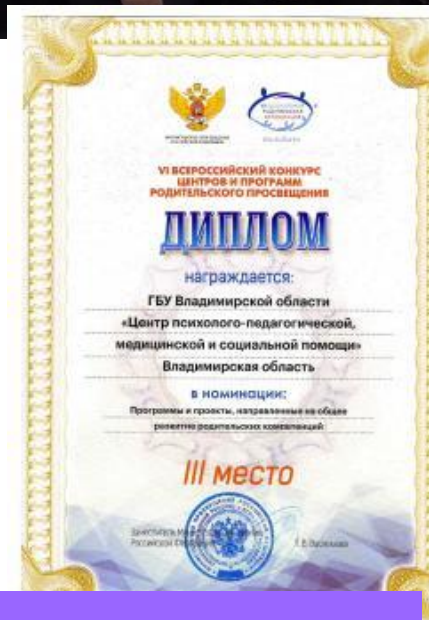 VI ВСЕРОССИЙСКИЙ КОНКУРС
ЦЕНТРОВ И ПРОГРАММ
РОДИТЕЛЬСКОГО ПРОСВЕЩЕНИЯ
ДИПЛОМ
награждается:
ГБУ Владимирской области
«Центр психолого-педагогической,
медицинской и социальной помощи»
Владимирская область
в номинации:
Программы и проекты, направленные на общее
развитие родительских компетенций
III место